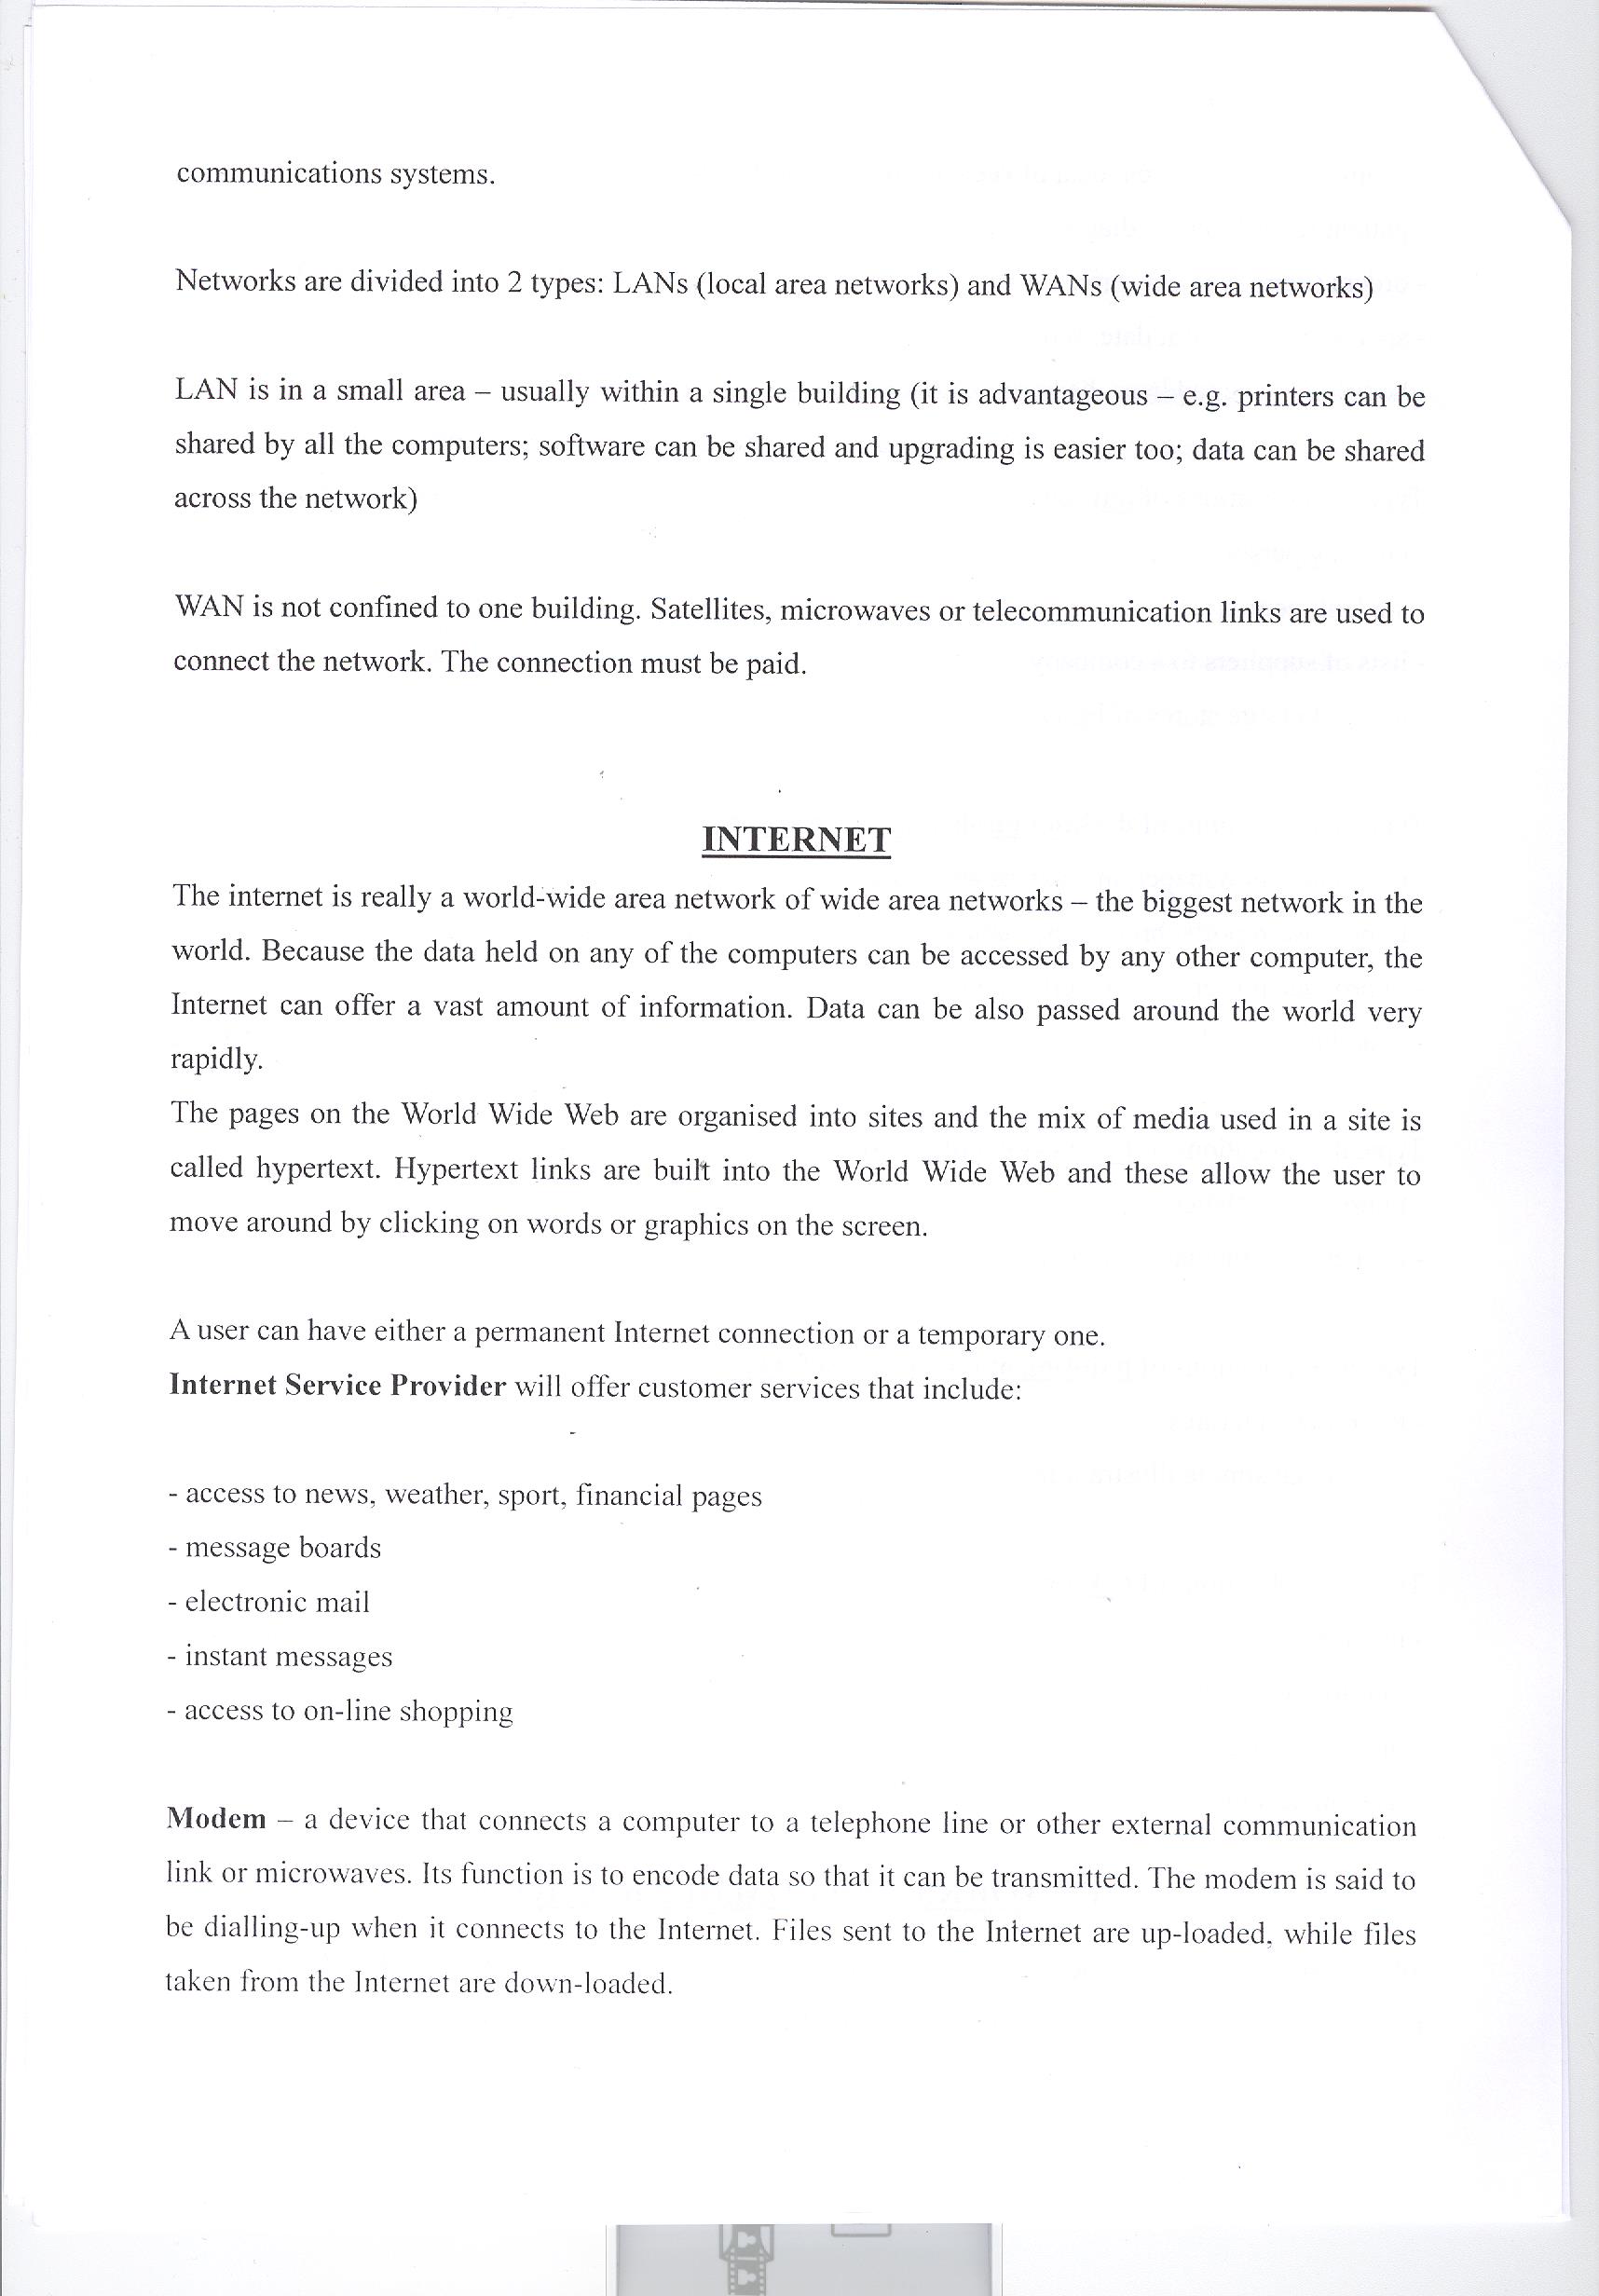 communications systems.
Networks are divided into 2 types: LANs (local area networks) and WANs (wide area networks)
LAN is in a small area – usually within a single building (it is advantageous – e.g. printers can be
shared by all the computers; software can be shared and upgrading is easier too; data can be shared
across the network)
WAN is not confined to one building. Satellites, microwaves or telecommunication links are used to
connect the network. The connection must be paid.
INTERNET
The internet is really a world-wide area network of wide area networks – the biggest network in the
world. Because the data held on any of the computers can be accessed by any other computer, the
Internet can offer a vast amount of information. Data can be also passed around the world very
rapidly.
The pages on the World Wide Web are organised into sites and the mix of media used in a site is
called hypertext. Hypertext links are built into the World Wide Web and these allow the user to
move around by clicking on words or graphics on the screen.
A user can have either a permanent Internet connection or a temporary one.
Internet Service Provider will offer customer services that include:
- access to news, weather, sport, financial pages
- message boards
- electronic mail
- instant messages
- access to on-line shopping
Modem – a device that connects a computer to a telephone line or other external communication
link or microwaves. Its function is to encode data so that it can be transmitted. The modem is said to
be dialling-up when it connects to the Internet. Files sent to the Internet are up-loaded, while files
taken from the Internet are down-loaded.